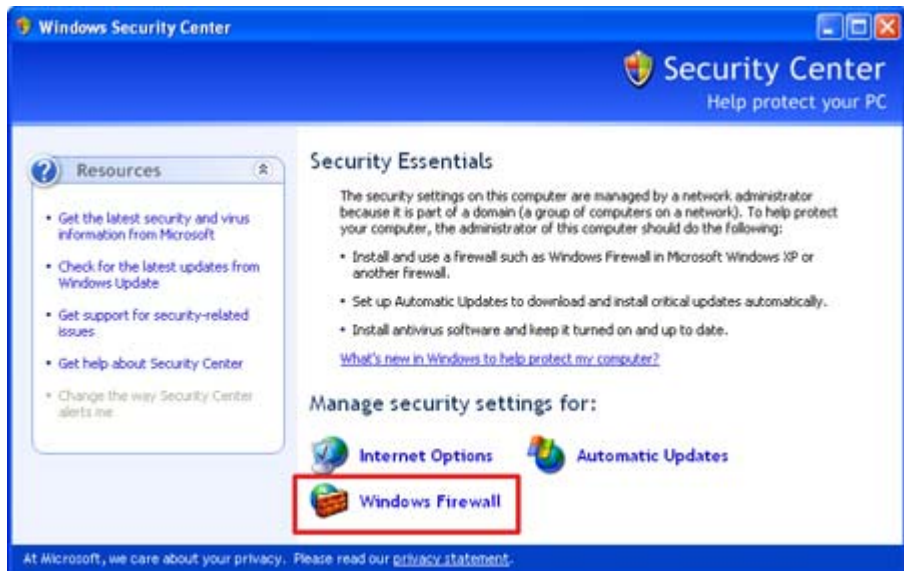 Windows Security Center
Security Center
Help protect your PC
Resources
• Get the latest security and virus
information from Microsoft
• Check for the latest updates from
Windows Update
• Get support for security-related
issues
• Get help about Security Center
• Change the way Security Center
alerts me
Security Essentials
The security settings on this computer are managed by a network administrator
because it is part of a domain (a group of computers on a network). To help protect
your computer, the administrator of this computer should do the following:
• Install and use a firewall such as Windows Firewall in Microsoft Windows XP or
another firewall.
• Set up Automatic Updates to download and install critical updates automatically.
• Install antivirus software and keep it turned on and up to date.
What's new in Windows to help protect my computer?
Manage security settings for:
Internet Options
Automatic Updates
Windows Firewall
At Microsoft, we care about your privacy. Please read our privacy statement.